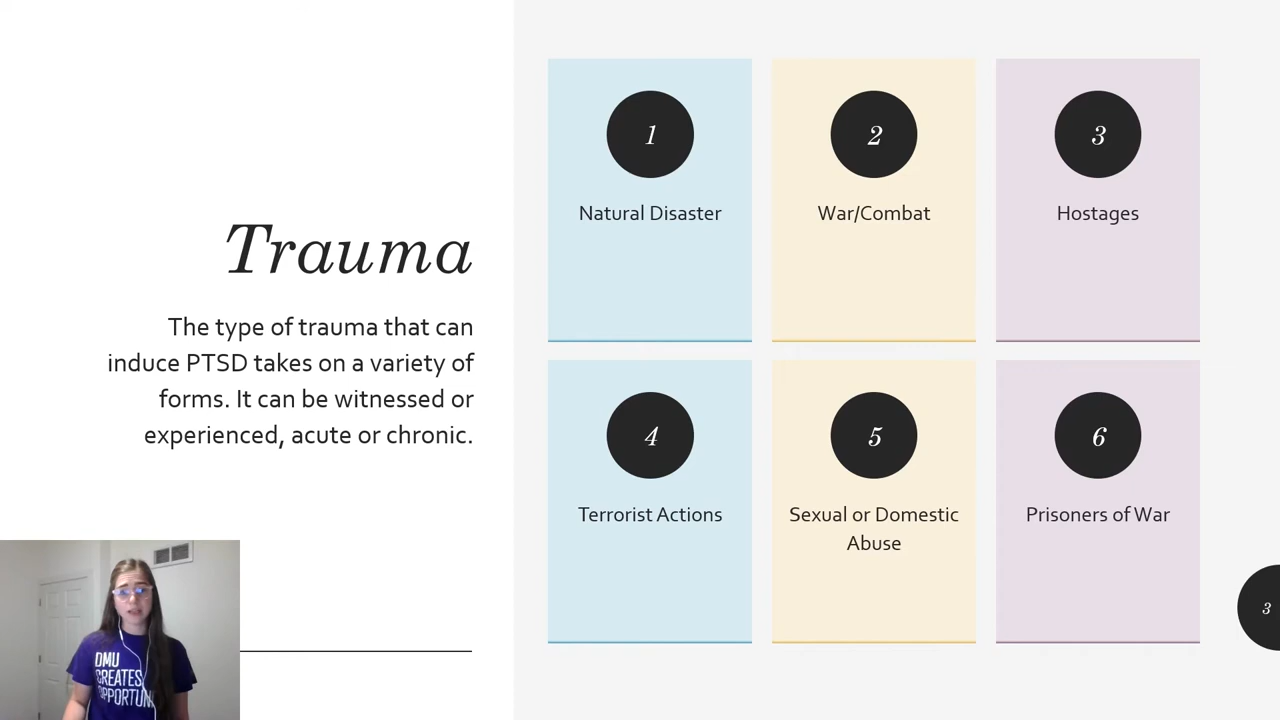 Trauma
The type of trauma that can
induce PTSD takes on a variety of
forms. It can be witnessed or
experienced, acute or chronic.
1
Natural Disaster
2
War/Combat
3
Hostages
4
Terrorist Actions
5
Sexual or Domestic
Abuse
6
Prisoners of War
3
DMU
CREATES